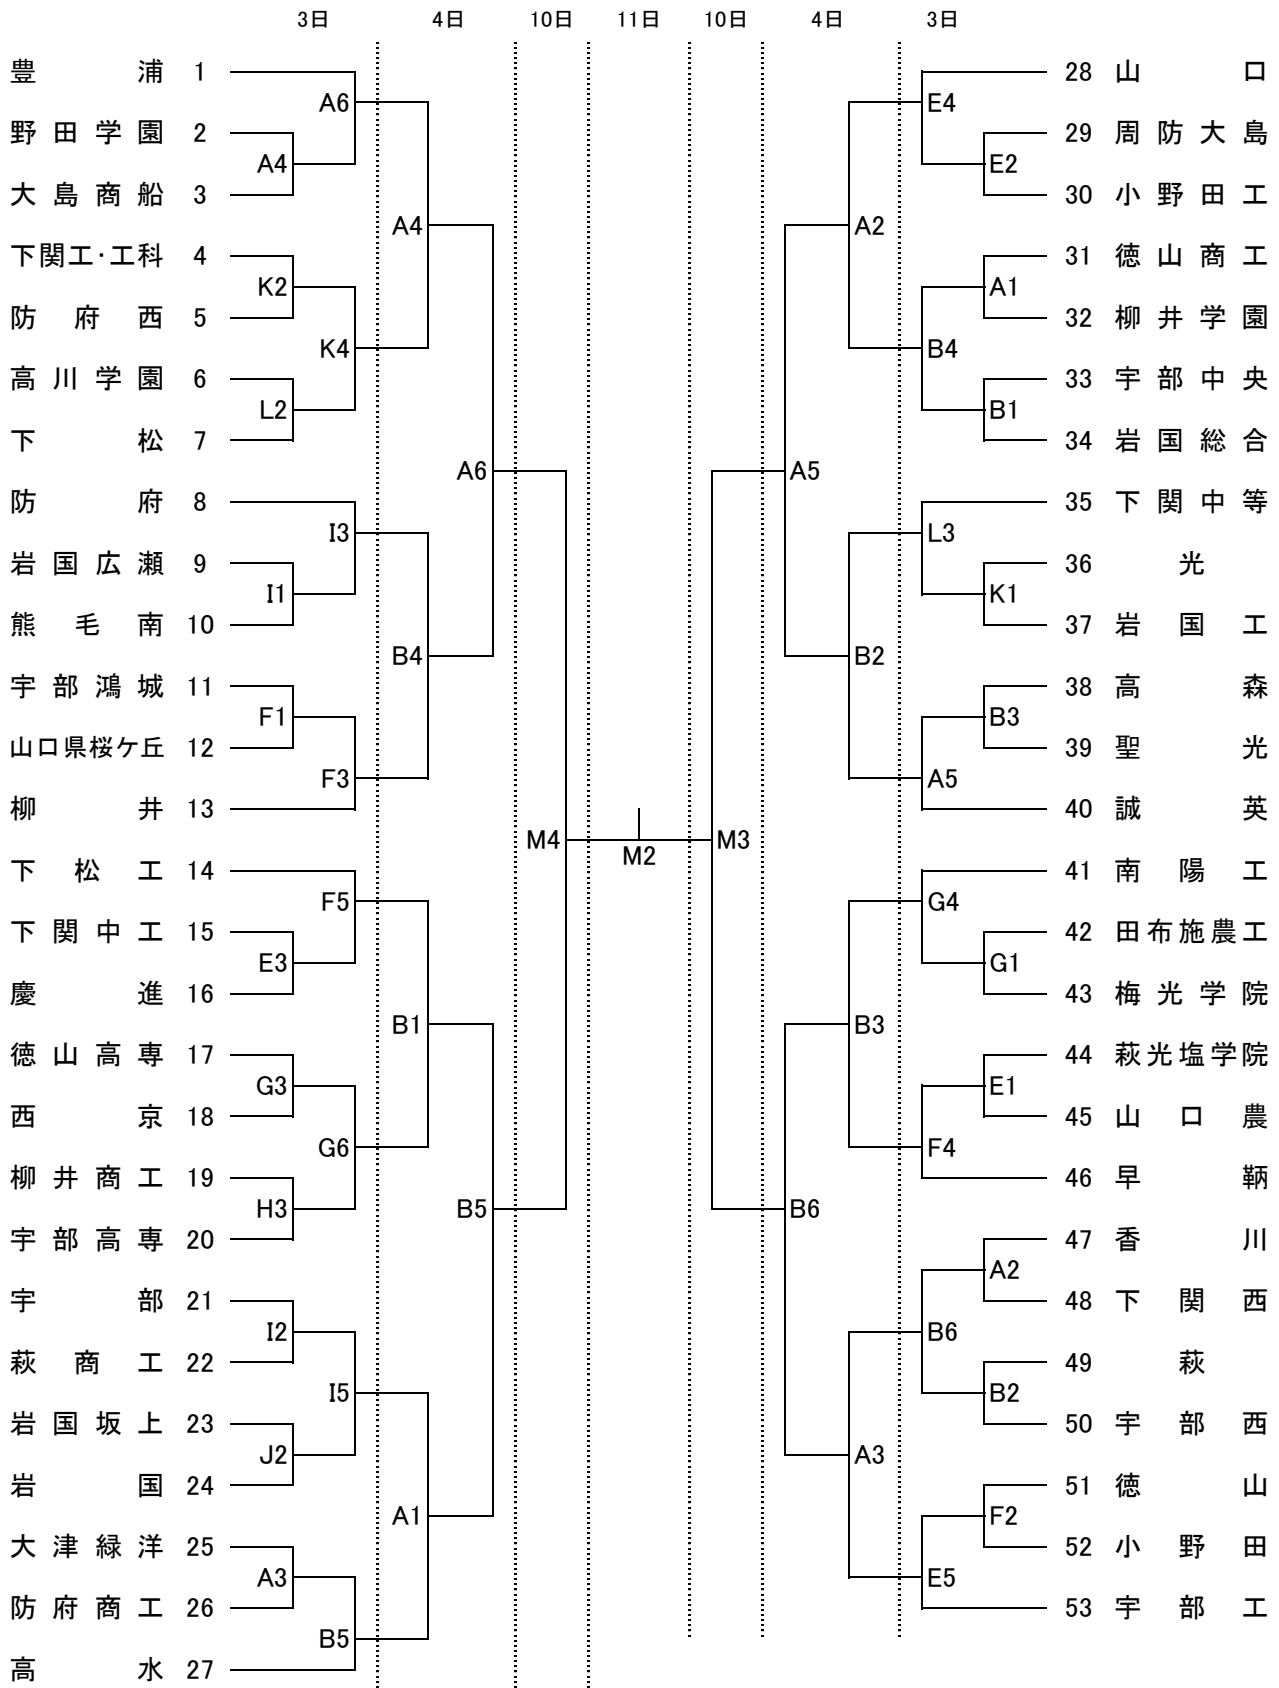 3日 4日 10日 11日 10日 4日 3日
豊浦 1 28 山口
A6 E4
野田学園 2 29 周防大島
A4 E2
大島商船 3 30 小野田工
A4 A2
下関工・工科 4 31 徳山商工
K2 A1
防府西 5 32 柳井学園
K4 B4
高川学園 6 33 宇部中央
L2 B1
下松 7 34 岩国総合
A6 A5
防府 8 35 下関中等
I3 L3
岩国広瀬 9 36 光
I1 K1
熊毛南 10 37 岩国工
B4 B2
宇部鴻城 11 38 高森
F1 B3
山口県桜ケ丘 12 39 聖光
F3 A5
柳井 13 40 誠英
M4 M2 M3
下松工 14 41 南陽工
F5 G4
下関中工 15 42 田布施農工
E3 G1
慶進 16 43 梅光学院
B1 B3
徳山高専 17 44 萩光塩学院
G3 E1
西京 18 45 山口農
G6 F4
柳井商工 19 46 早鞆
H3 B5 B6
宇部高専 20 47 香川
A2
宇部 21 48 下関西
I2 B6
萩商工 22 49 萩
I5 B2
岩国坂上 23 50 宇部西
J2 A3
岩国 24 51 徳山
A1 F2
大津緑洋 25 52 小野田
A3 E5
防府商工 26 53 宇部工
B5
高水 27